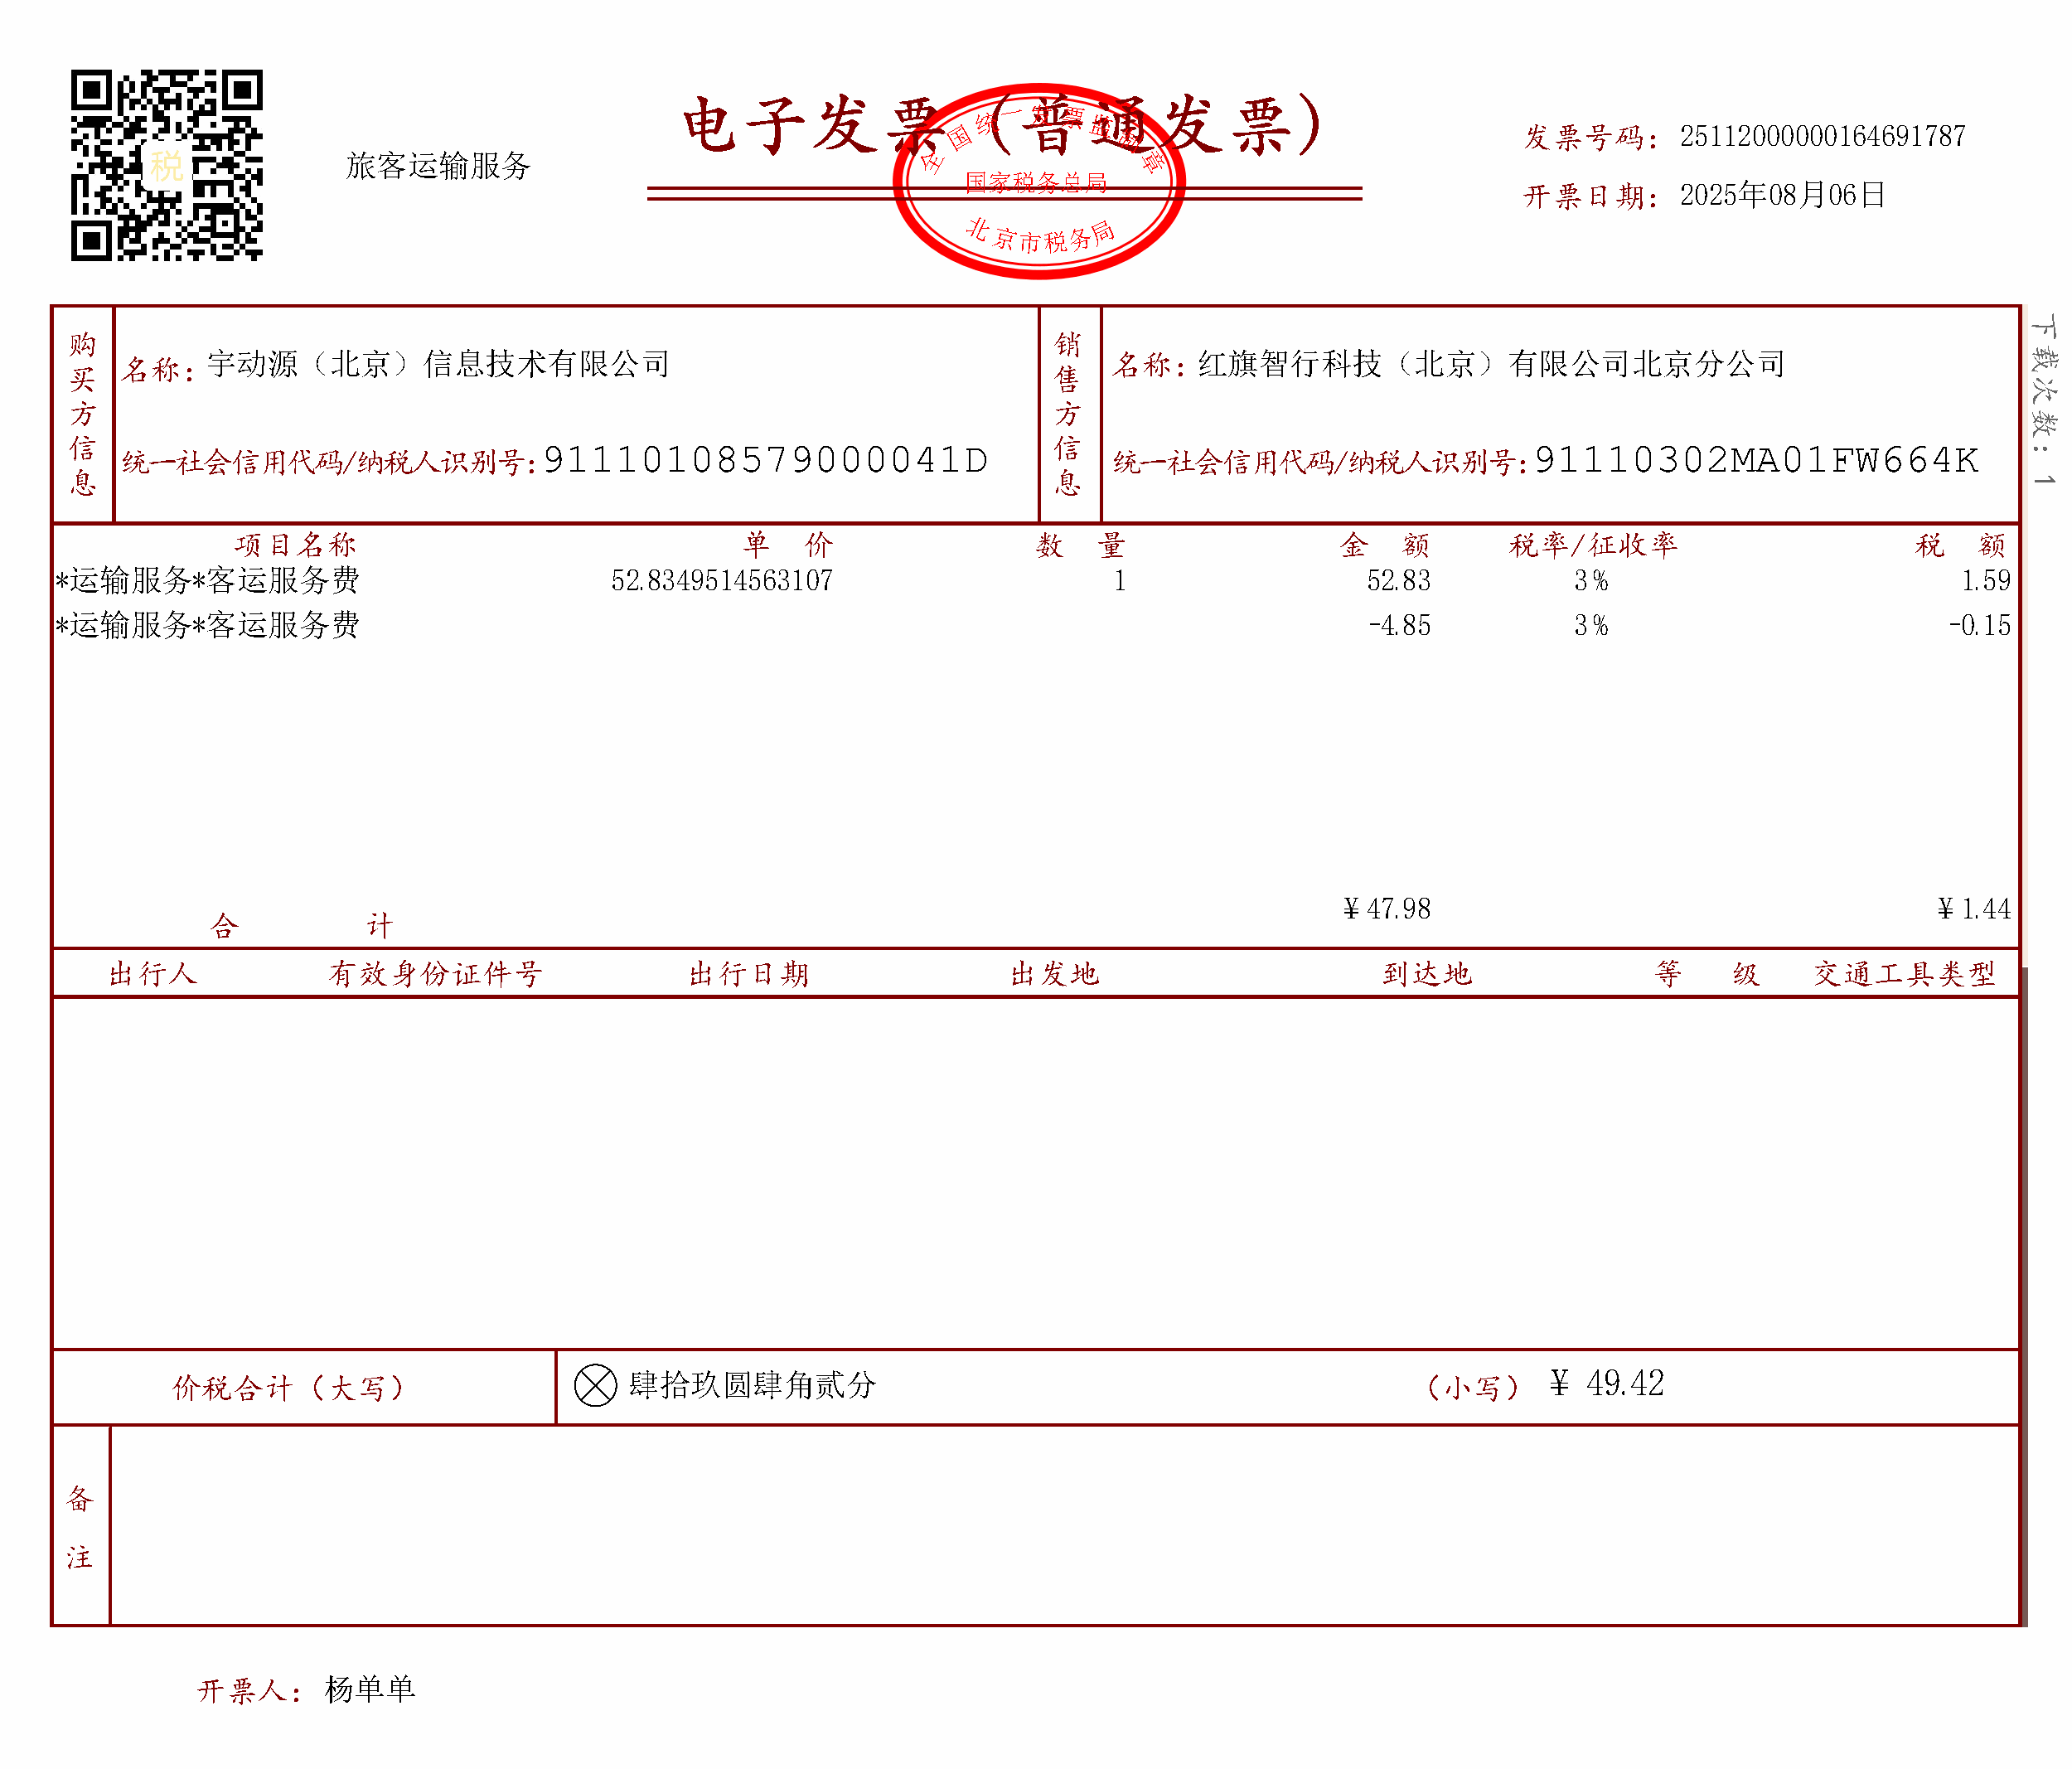 电子发票（普通发票）
全国统一发票监制章
国家税务总局
北京市税务局
税
旅客运输服务
发票号码：25112000000164691787
开票日期：2025年08月06日
下载次数：1
购买方信息
名称：宇动源（北京）信息技术有限公司
统一社会信用代码/纳税人识别号：91110108579000041D
销售方信息
名称：红旗智行科技（北京）有限公司北京分公司
统一社会信用代码/纳税人识别号：91110302MA01FW664K
项目名称 单价 数量 金额 税率/征收率 税额
*运输服务*客运服务费 52.8349514563107 1 52.83 3% 1.59
*运输服务*客运服务费 -4.85 3% -0.15
合计 ¥47.98 ¥1.44
出行人 有效身份证件号 出行日期 出发地 到达地 等级 交通工具类型
价税合计（大写） 肆拾玖圆肆角贰分 （小写） ¥ 49.42
备注
开票人：杨单单